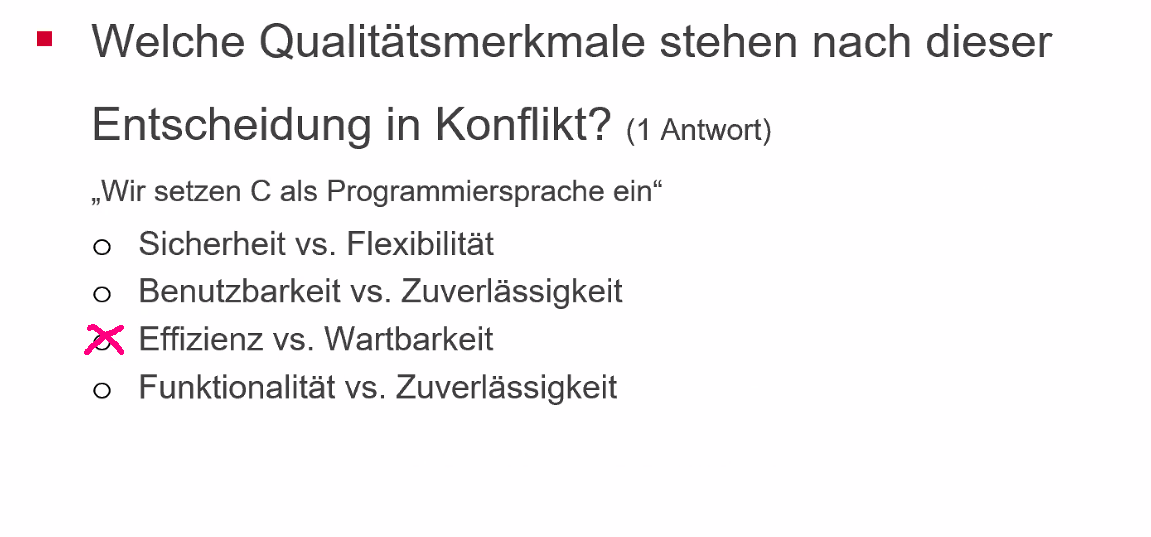 Welche Qualitätsmerkmale stehen nach dieser
Entscheidung in Konflikt? (1 Antwort)
„Wir setzen C als Programmiersprache ein“
Sicherheit vs. Flexibilität
Benutzbarkeit vs. Zuverlässigkeit
Effizienz vs. Wartbarkeit
Funktionalität vs. Zuverlässigkeit